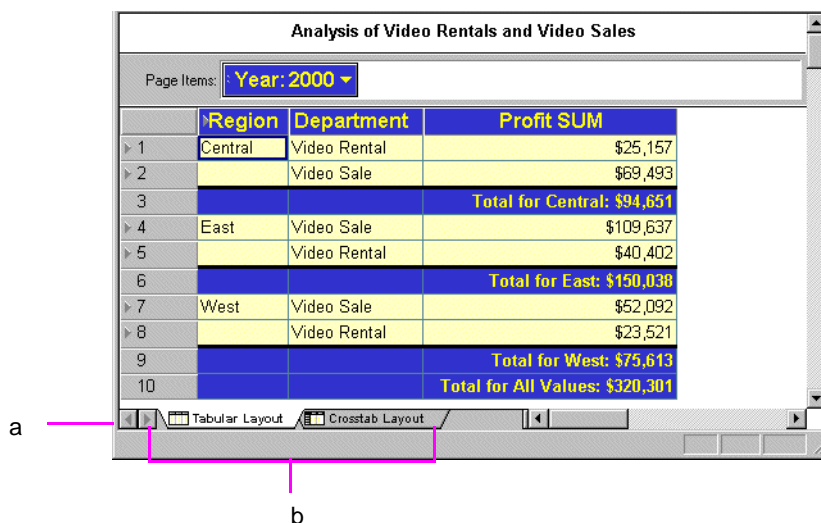 Analysis of Video Rentals and Video Sales
Page Items: Year: 2000
Region Department Profit SUM
1 Central Video Rental $25,157
2 Video Sale $69,493
3 Total for Central: $94,651
4 East Video Sale $109,637
5 Video Rental $40,402
6 Total for East: $150,038
7 West Video Sale $52,092
8 Video Rental $23,521
9 Total for West: $75,613
10 Total for All Values: $320,301
a Tabular Layout Crosstab Layout
b